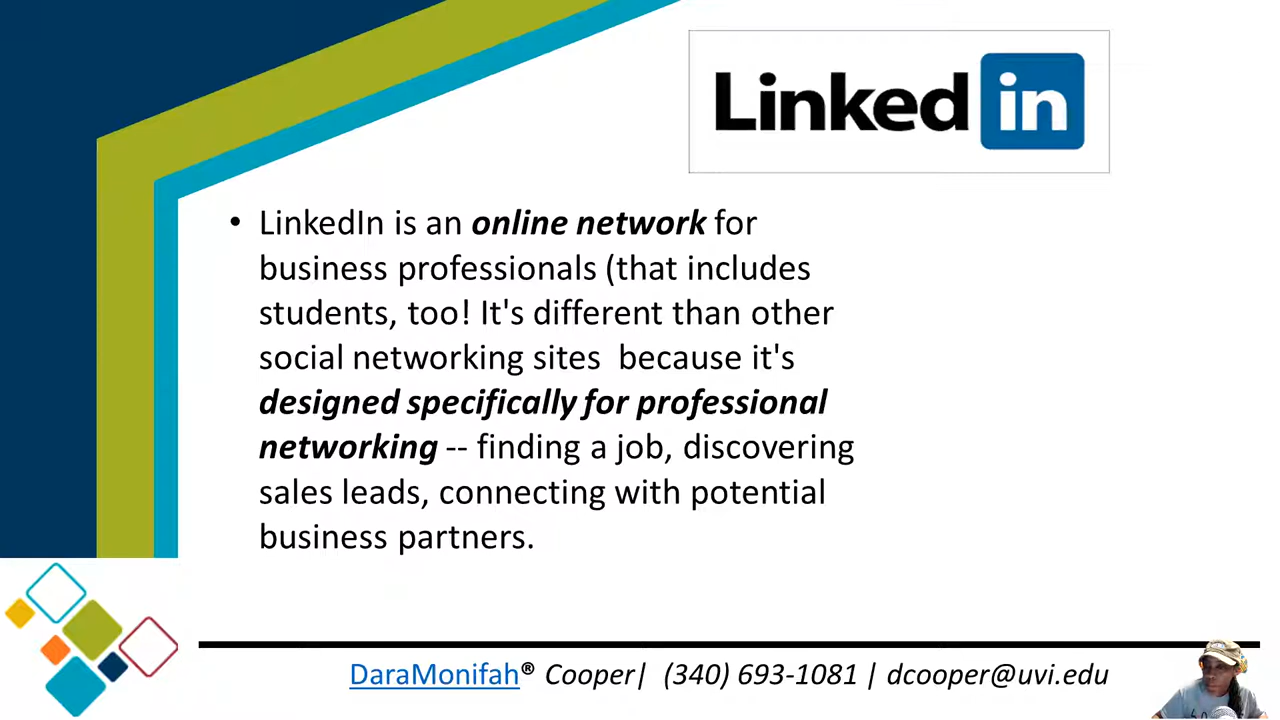 Linked in
• LinkedIn is an online network for
business professionals (that includes
students, too! It's different than other
social networking sites  because it's
designed specifically for professional
networking -- finding a job, discovering
sales leads, connecting with potential
business partners.
DaraMonifah® Cooper|  (340) 693-1081 | dcooper@uvi.edu